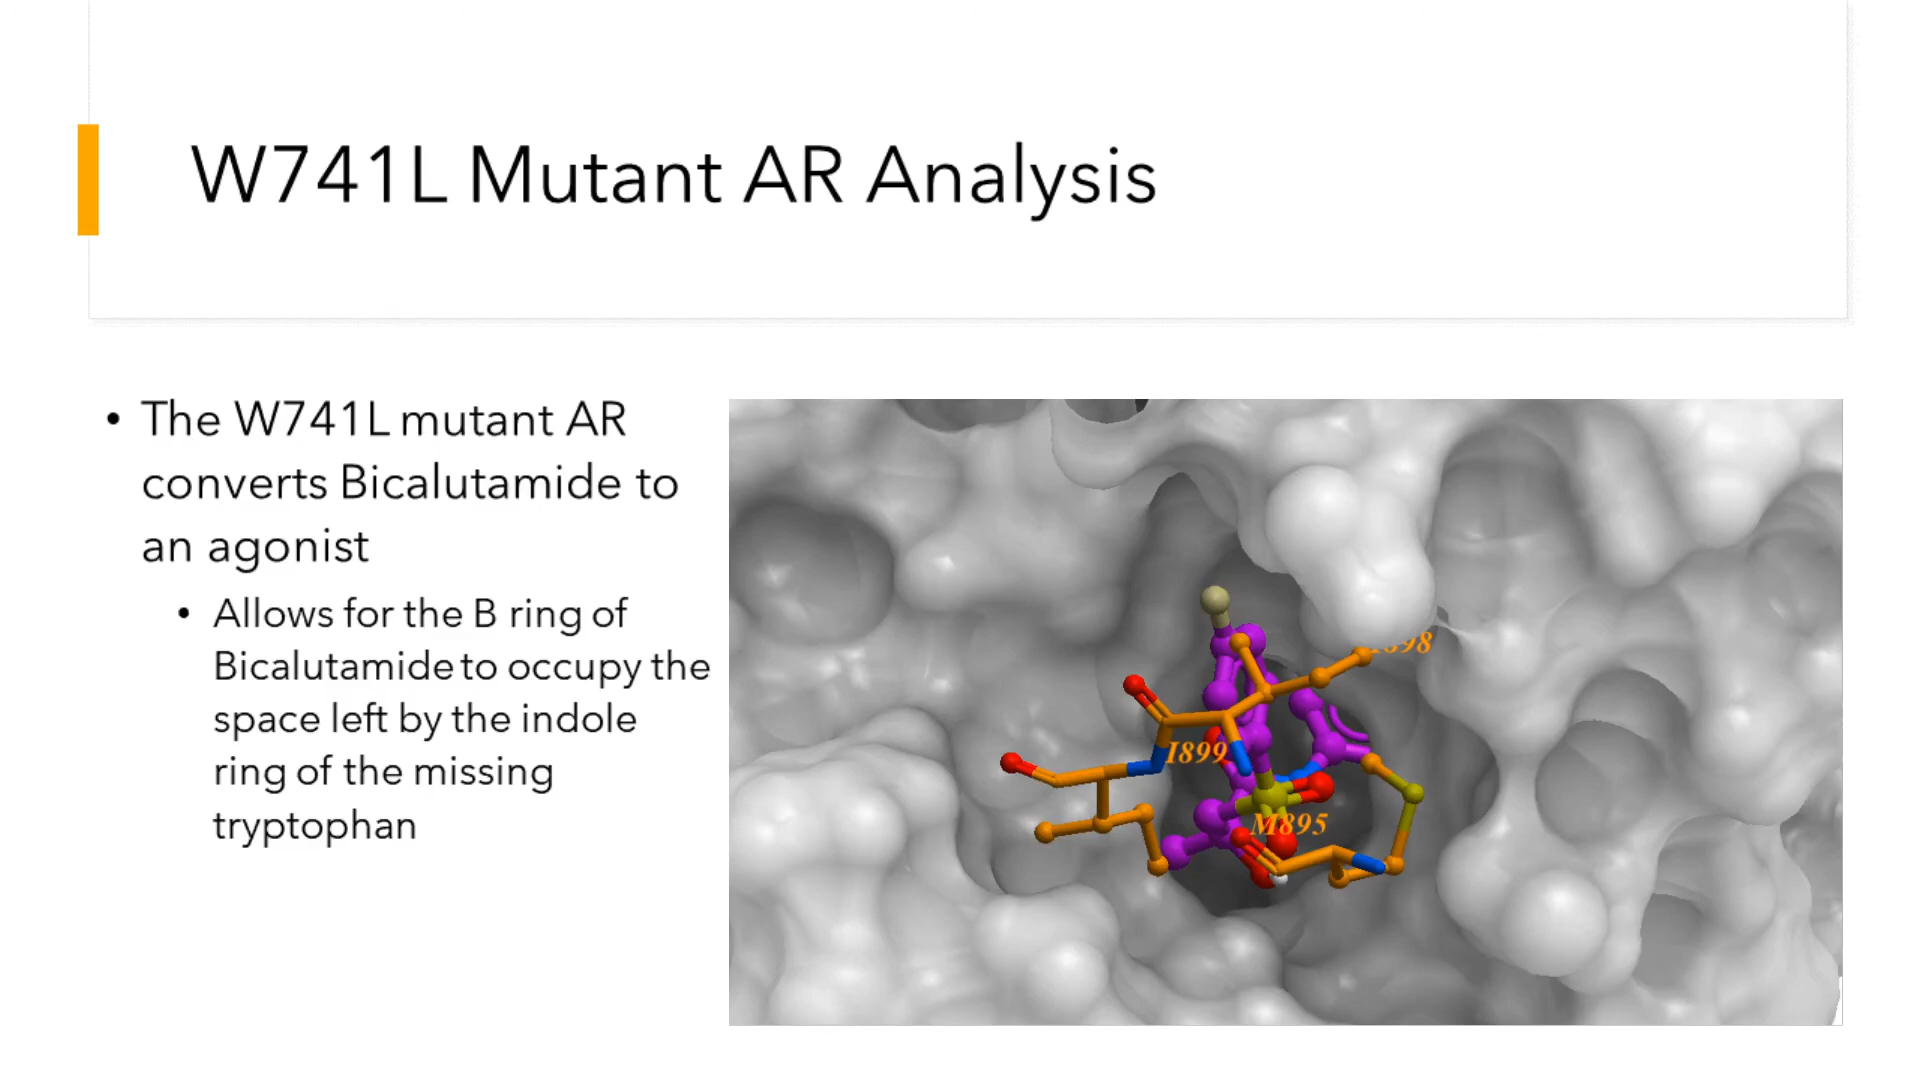 W741L Mutant AR Analysis
• The W741L mutant AR
converts Bicalutamide to
an agonist
• Allows for the B ring of
Bicalutamide to occupy the
space left by the indole
ring of the missing
tryptophan
I899
M895